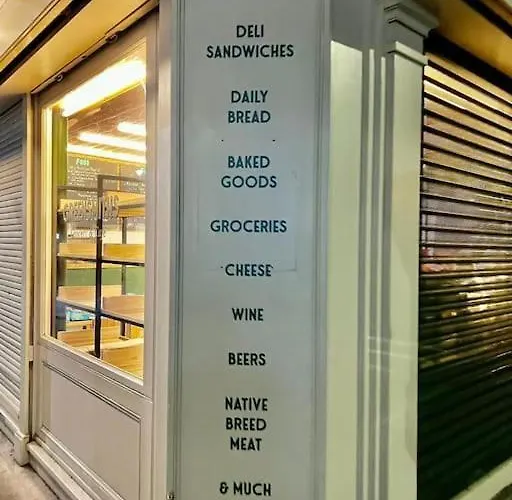 DELI
SANDWICHES
DAILY
BREAD
BAKED
GOODS
GROCERIES
CHEESE
WINE
BEERS
NATIVE
BREED
MEAT
& MUCH